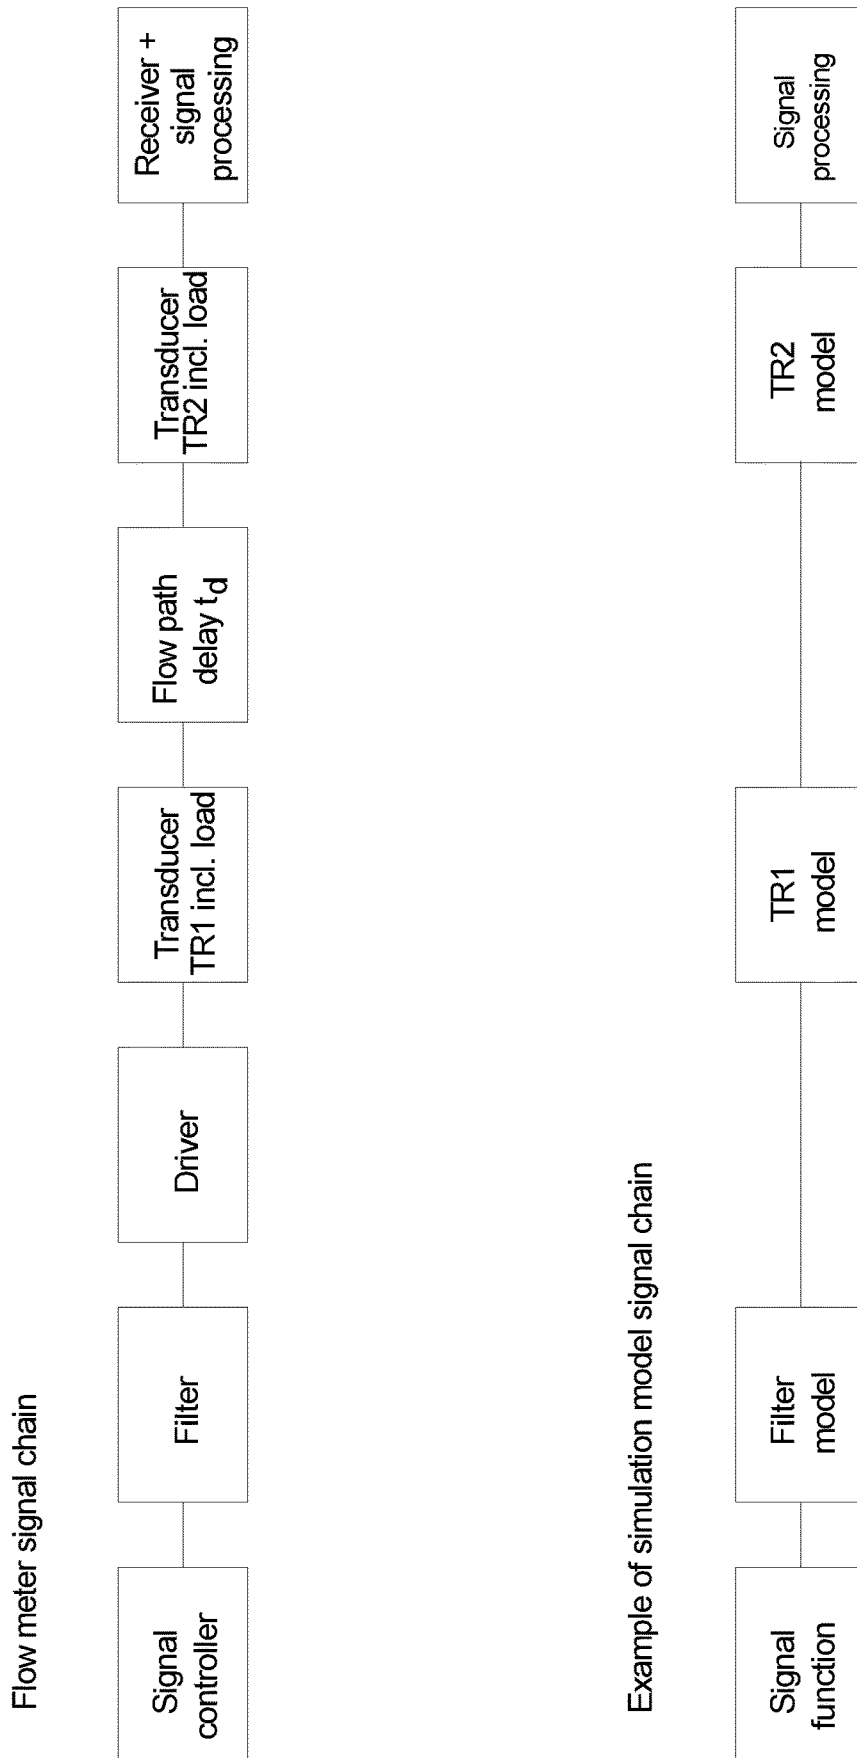 Flow meter signal chain
Signal
controller
Filter
Driver
Transducer
TR1 incl. load
Flow path
delay td
Transducer
TR2 incl. load
Receiver +
signal
processing
Example of simulation model signal chain
Signal
function
Filter
model
TR1
model
TR2
model
Signal
processing